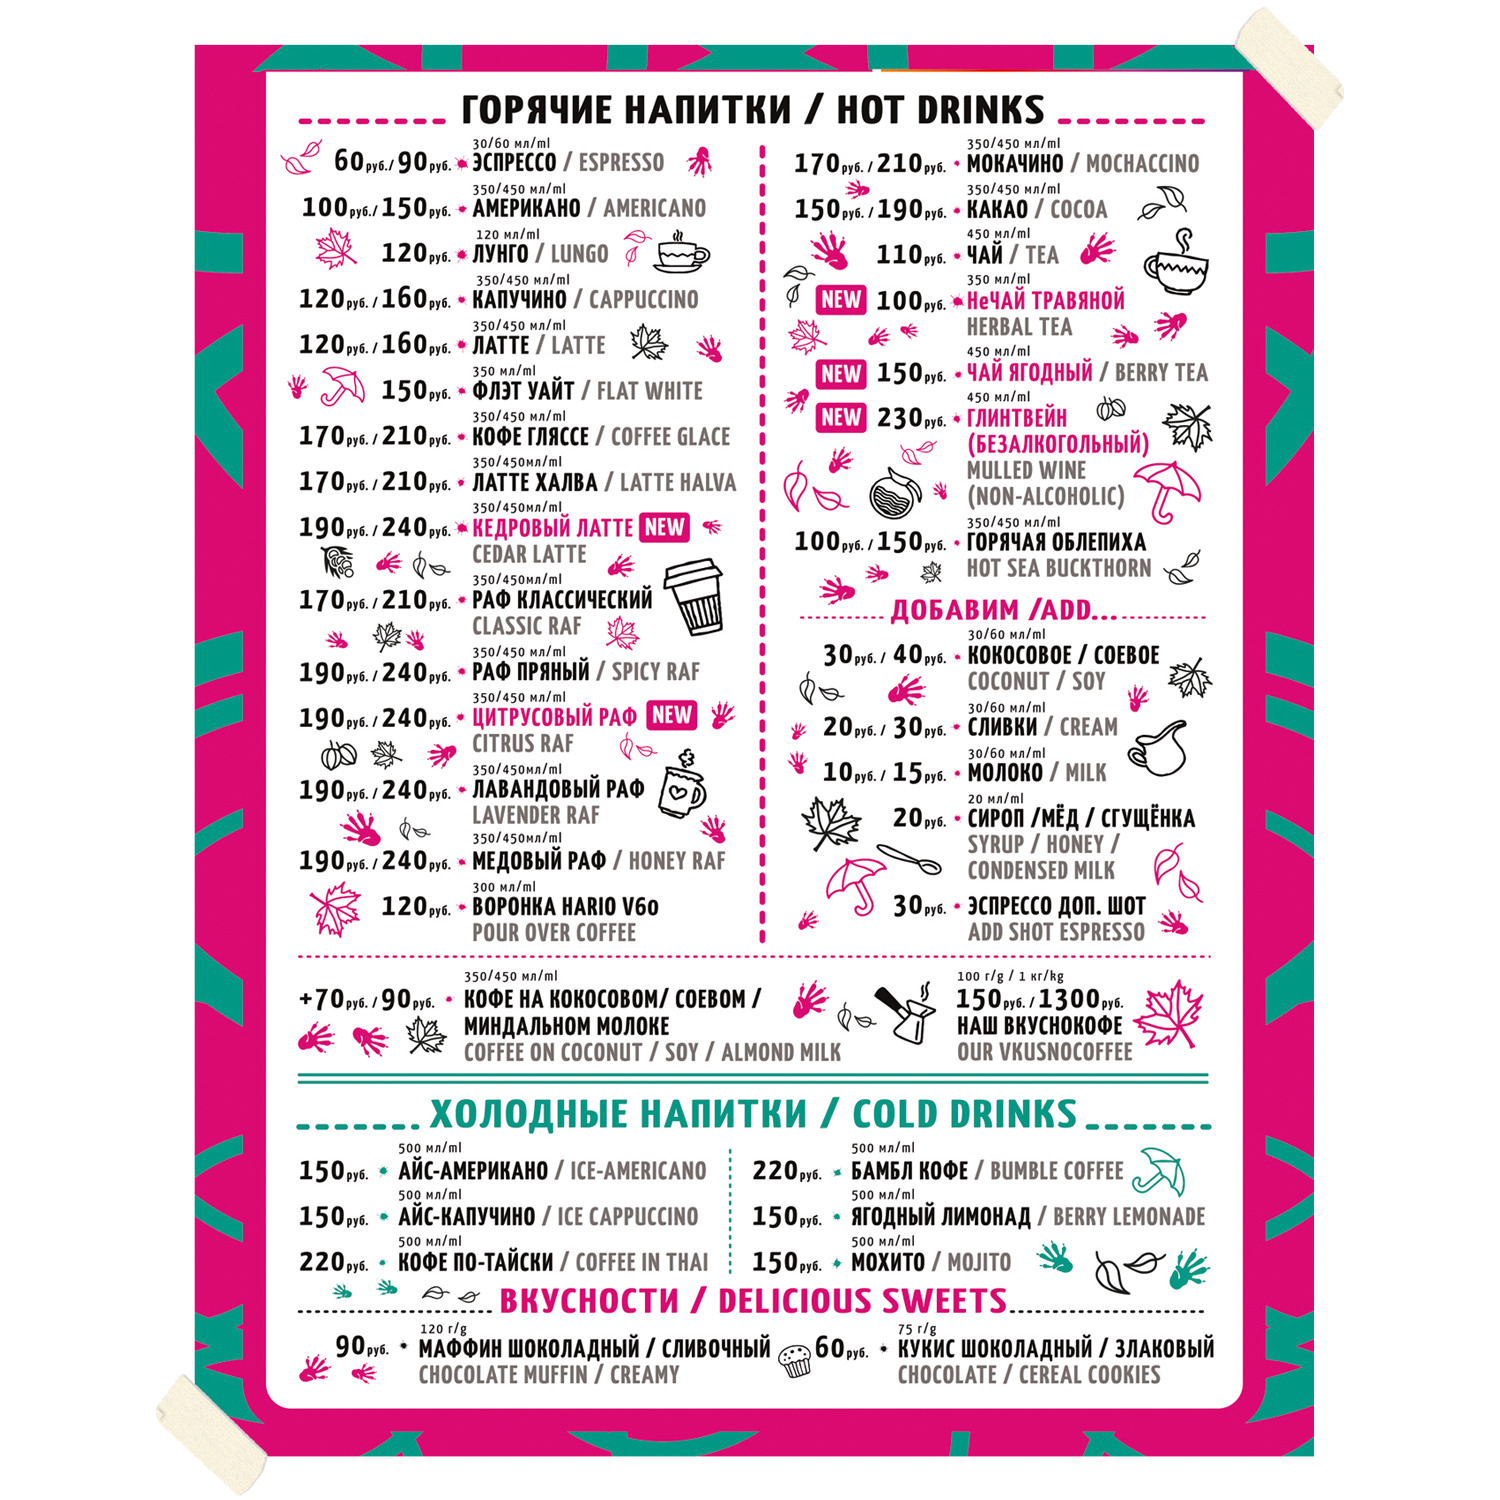 ГОРЯЧИЕ НАПИТКИ / HOT DRINKS
30/60 мл/ml
60руб./90руб. ЭСПРЕССО / ESPRESSO
350/450 мл/ml
100руб./150руб. АМЕРИКАНО / AMERICANO
120 мл/ml
120руб. ЛУНГО / LUNGO
350/450 мл/ml
120руб./160руб. КАПУЧИНО / CAPPUCCINO
350/450 мл/ml
120руб./160руб. ЛАТТЕ / LATTE
350 мл/ml
150руб. ФЛЭТ УАЙТ / FLAT WHITE
350/450 мл/ml
170руб./210руб. КОФЕ ГЛЯССЕ / COFFEE GLACE
350/450мл/ml
170руб./210руб. ЛАТТЕ ХАЛВА / LATTE HALVA
350/450мл/ml
190руб./240руб. КЕДРОВЫЙ ЛАТТЕ NEW
CEDAR LATTE
350/450мл/ml
170руб./210руб. РАФ КЛАССИЧЕСКИЙ
CLASSIC RAF
350/450 мл/ml
190руб./240руб. РАФ ПРЯНЫЙ / SPICY RAF
350/450 мл/ml
190руб./240руб. ЦИТРУСОВЫЙ РАФ NEW
CITRUS RAF
350/450мл/ml
190руб./240руб. ЛАВАНДОВЫЙ РАФ
LAVENDER RAF
350/450мл/ml
190руб./240руб. МЕДОВЫЙ РАФ / HONEY RAF
300 мл/ml
120руб. ВОРОНКА HARIO V60
POUR OVER COFFEE
350/450 мл/ml
170руб./210руб. МОКАЧИНО / MOCHACCINO
350/450 мл/ml
150руб./190руб. КАКАО / COCOA
450 мл/ml
110руб. ЧАЙ / TEA
350 мл/ml
NEW 100руб. НеЧАЙ ТРАВЯНОЙ
HERBAL TEA
450 мл/ml
NEW 150руб. ЧАЙ ЯГОДНЫЙ / BERRY TEA
450 мл/ml
NEW 230руб. ГЛИНТВЕЙН
(БЕЗАЛКОГОЛЬНЫЙ)
MULLED WINE
(NON-ALCOHOLIC)
350/450 мл/ml
100руб./150руб. ГОРЯЧАЯ ОБЛЕПИХА
HOT SEA BUCKTHORN
ДОБАВИМ /ADD...
30/60 мл/ml
30руб./ 40руб. КОКОСОВОЕ / СОЕВОЕ
COCONUT / SOY
30/60 мл/ml
20руб./ 30руб. СЛИВКИ / CREAM
30/60 мл/ml
10руб./ 15руб. МОЛОКО / MILK
20 мл/ml
20руб. СИРОП /МЁД / СГУЩЁНКА
SYRUP / HONEY /
CONDENSED MILK
30руб. ЭСПРЕССО ДОП. ШОТ
ADD SHOT ESPRESSO
350/450 мл/ml
+70руб./90руб. КОФЕ НА КОКОСОВОМ/ СОЕВОМ /
МИНДАЛЬНОМ МОЛОКЕ
COFFEE ON COCONUT / SOY / ALMOND MILK
100 г/g / 1 кг/kg
150руб./1300руб.
НАШ ВКУСНОКОФЕ
OUR VKUSNOCOFFEE
ХОЛОДНЫЕ НАПИТКИ / COLD DRINKS
500 мл/ml
150руб. АЙС-АМЕРИКАНО / ICE-AMERICANO
500 мл/ml
150руб. АЙС-КАПУЧИНО / ICE CAPPUCCINO
500 мл/ml
220руб. КОФЕ ПО-ТАЙСКИ / COFFEE IN THAI
500 мл/ml
220руб. БАМБЛ КОФЕ / BUMBLE COFFEE
500 мл/ml
150руб. ЯГОДНЫЙ ЛИМОНАД / BERRY LEMONADE
500 мл/ml
150руб. МОХИТО / MOJITO
ВКУСНОСТИ / DELICIOUS SWEETS
120 г/g
90руб. МАФФИН ШОКОЛАДНЫЙ / СЛИВОЧНЫЙ
CHOCOLATE MUFFIN / CREAMY
75 г/g
60руб. КУКИС ШОКОЛАДНЫЙ / ЗЛАКОВЫЙ
CHOCOLATE / CEREAL COOKIES